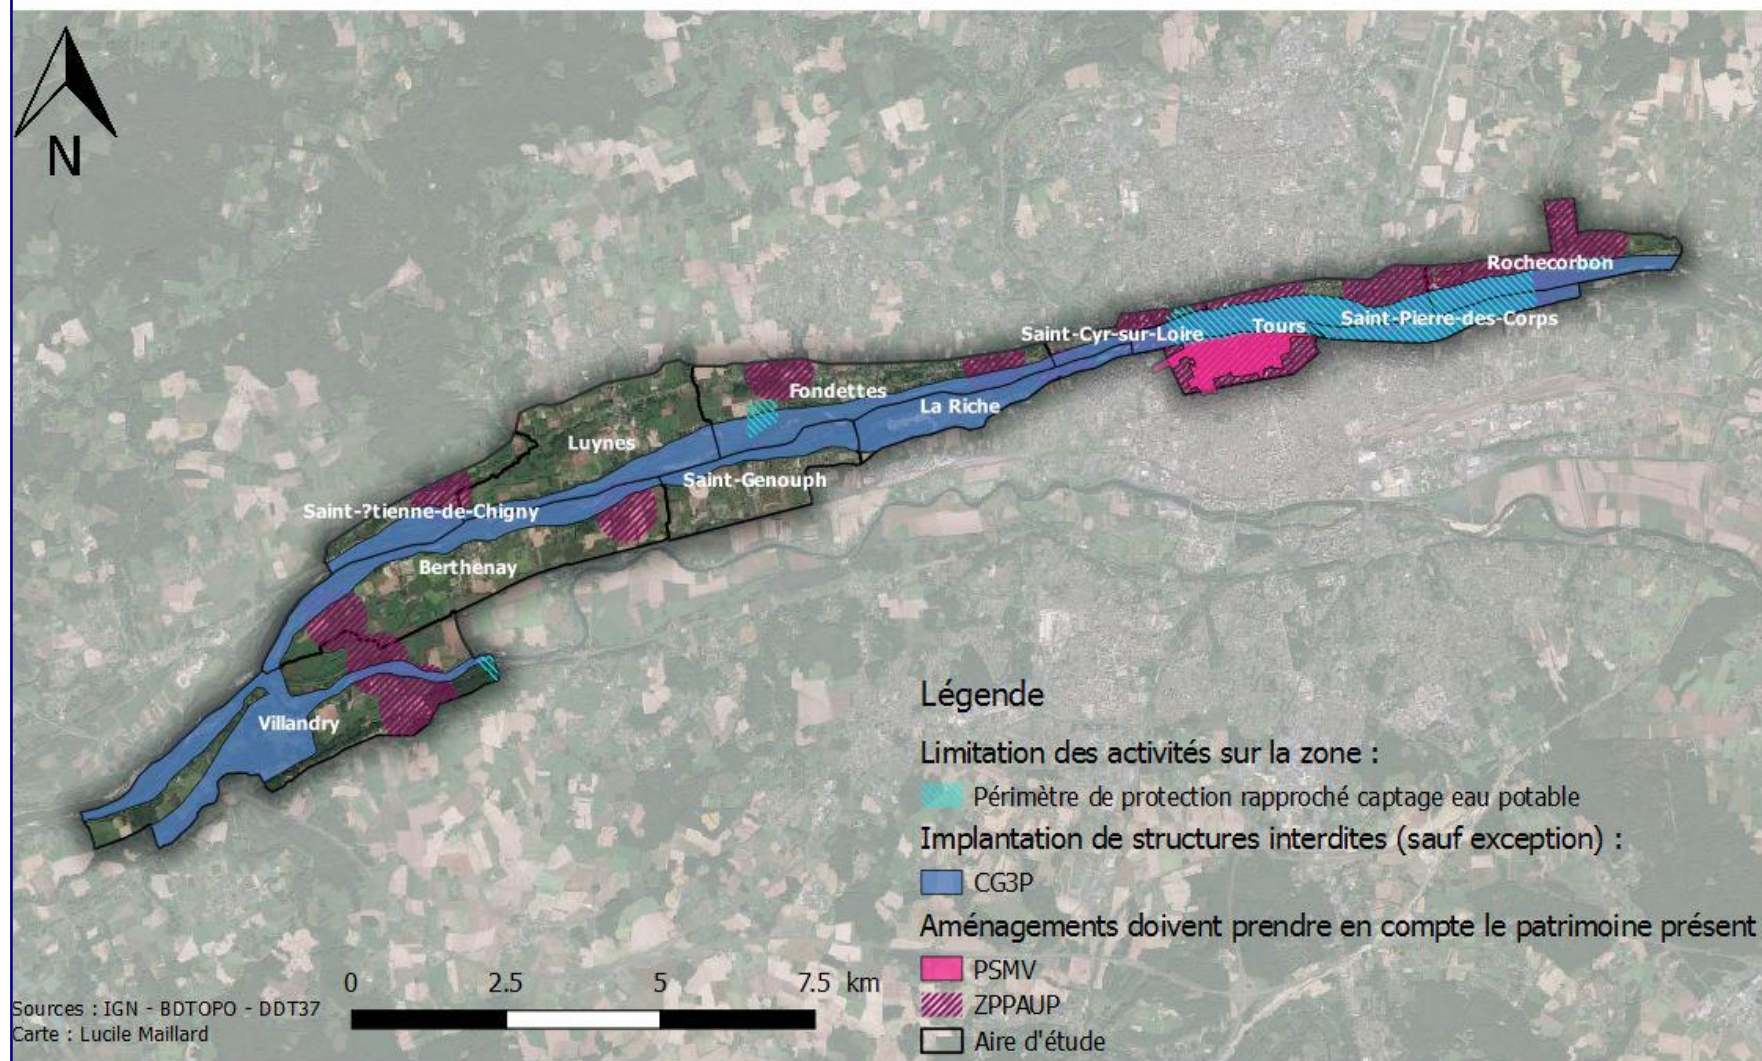 N
Rochecorbon
Saint-Pierre-des-Corps
Tours
Saint-Cyr-sur-Loire
Fondettes
La Riche
Luynes
Saint-Genouph
Saint-?tienne-de-Chigny
Berthenay
Villandry
Légende
Limitation des activités sur la zone :
Périmètre de protection rapproché captage eau potable
Implantation de structures interdites (sauf exception) :
CG3P
Aménagements doivent prendre en compte le patrimoine présent
PSMV
ZPPAUP
Aire d'étude
0 2.5 5 7.5 km
Sources : IGN - BDTOPO - DDT37
Carte : Lucile Maillard